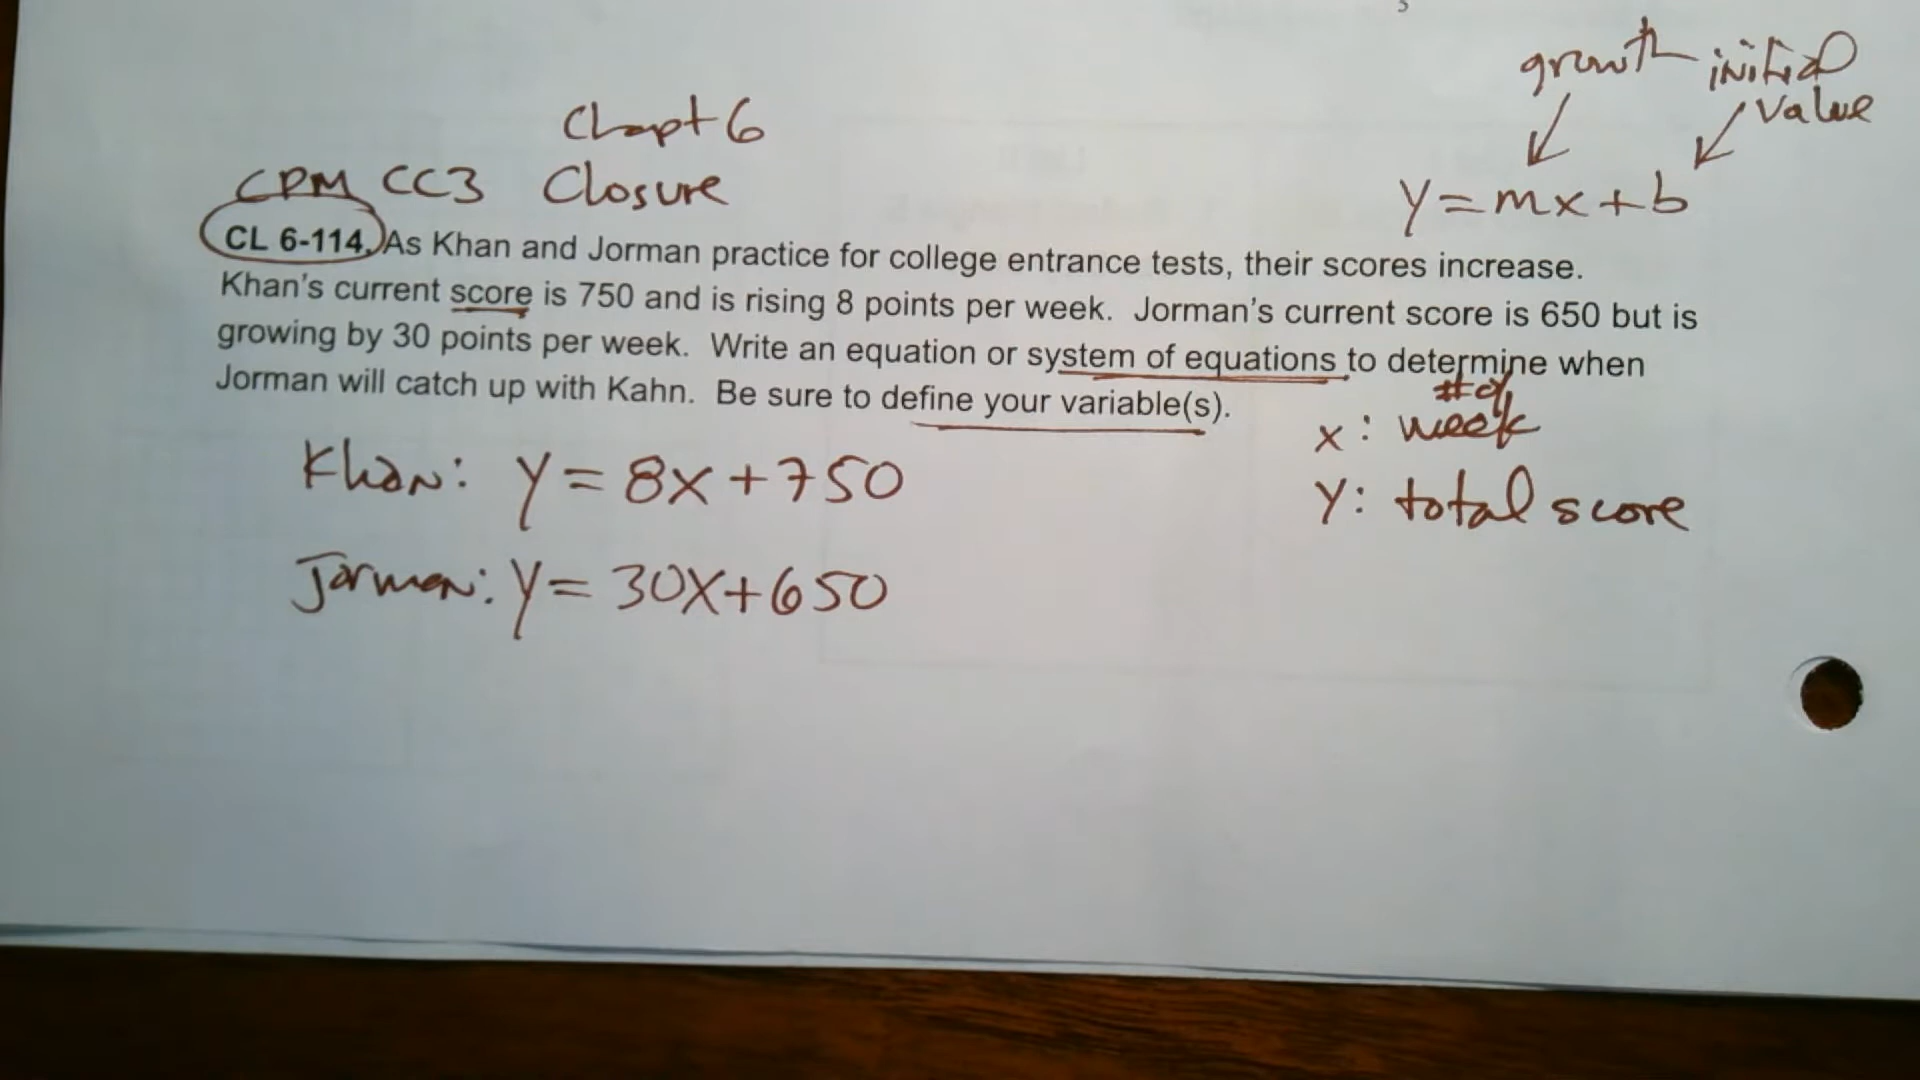 growth initial
value
Chapt 6
CPM CC3 Closure
y=mx+b
CL 6-114. As Khan and Jorman practice for college entrance tests, their scores increase.
Khan's current score is 750 and is rising 8 points per week. Jorman's current score is 650 but is
growing by 30 points per week. Write an equation or system of equations to determine when
Jorman will catch up with Kahn. Be sure to define your variable(s).
# of
x: week
Khan: y = 8x + 750
y: total score
Jorman: y = 30x + 650